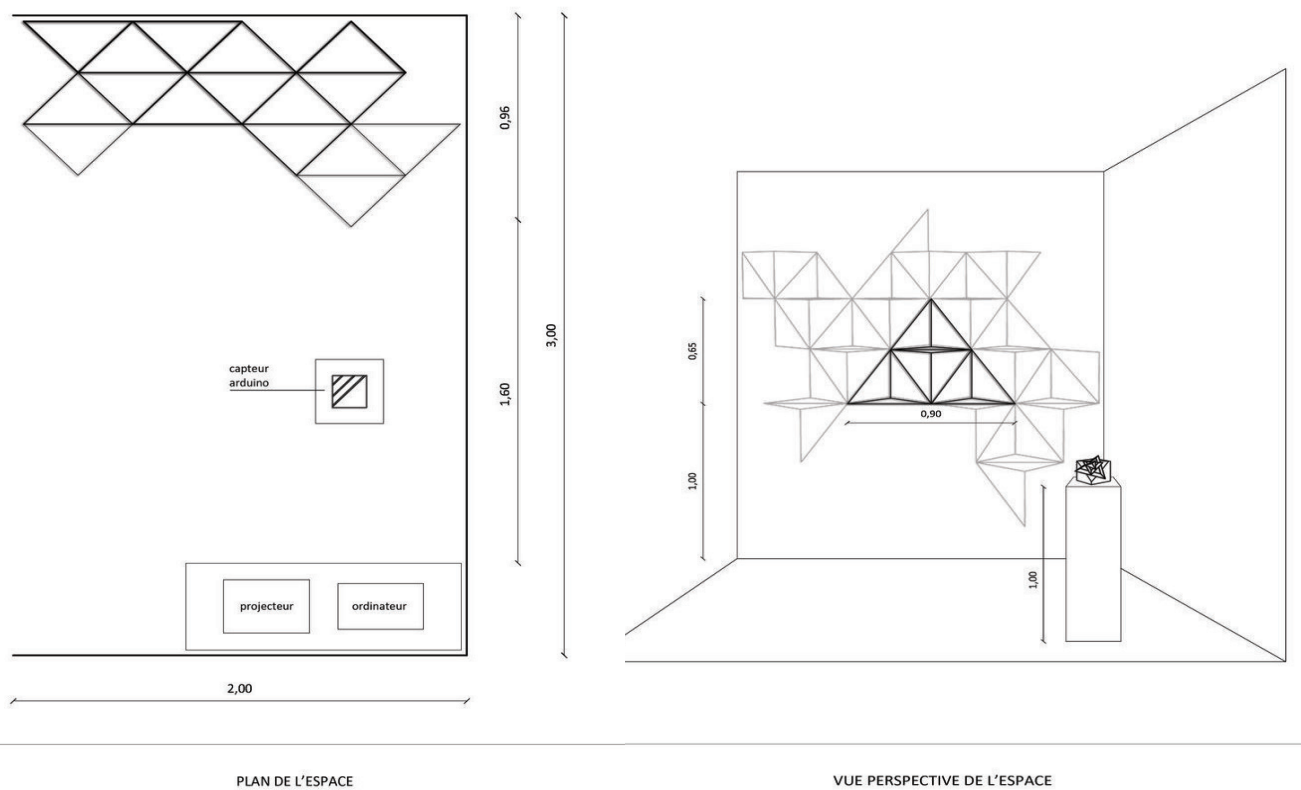 0,96
3,00
1,60
capteur
arduino
projecteur
ordinateur
2,00
PLAN DE L'ESPACE
0,65
0,90
1,00
1,00
VUE PERSPECTIVE DE L'ESPACE